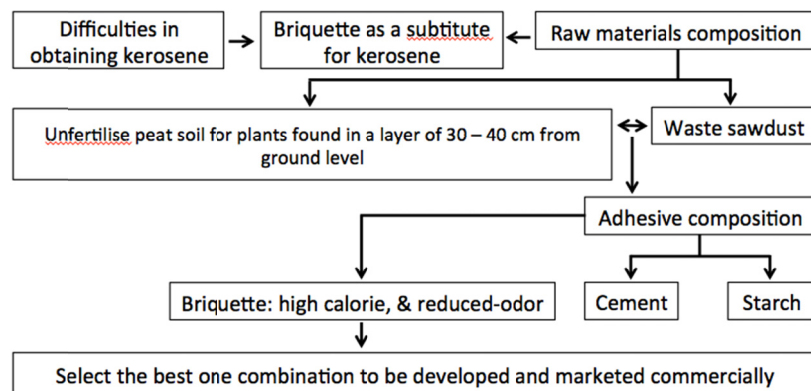 Difficulties in
obtaining kerosene
Briquette as a subtitute
for kerosene
Raw materials composition
Unfertilise peat soil for plants found in a layer of 30 – 40 cm from
ground level
Waste sawdust
Adhesive composition
Briquette: high calorie, & reduced-odor
Cement
Starch
Select the best one combination to be developed and marketed commercially